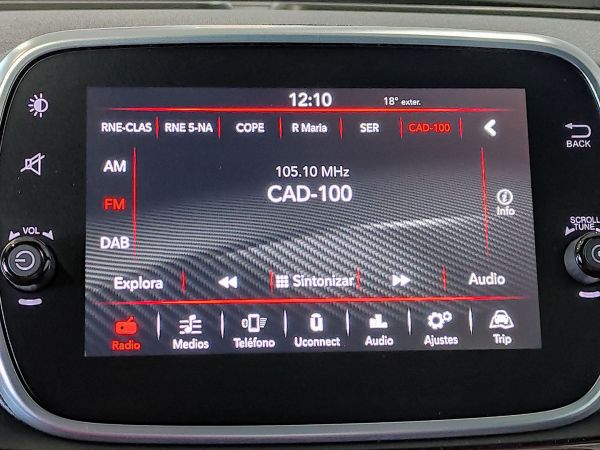 12:10 18° exter.
RNE-CLAS RNE 5-NA COPE R Maria SER CAD-100
BACK
AM
105.10 MHz
CAD-100
FM
Info
DAB
VOL
SCROLL
TUNE
Explora Sintonizar Audio
Radio Medios Teléfono Uconnect Audio Ajustes Trip